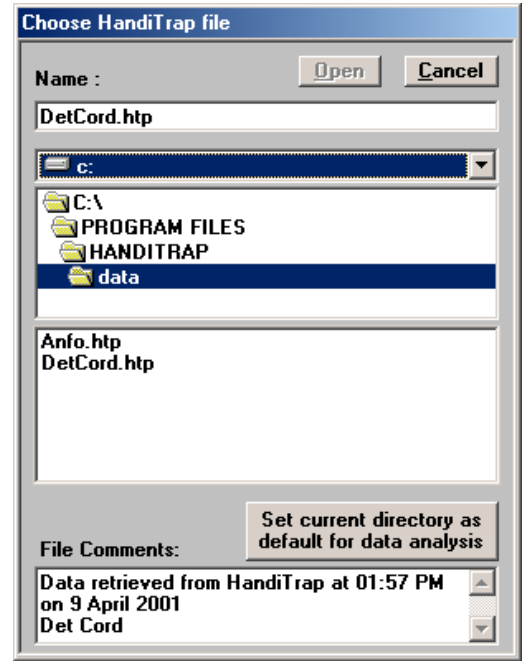 Choose HandiTrap file
Name :
Open
Cancel
DetCord.htp
c:
C:\
PROGRAM FILES
HANDITRAP
data
Anfo.htp
DetCord.htp
Set current directory as
default for data analysis
File Comments:
Data retrieved from HandiTrap at 01:57 PM
on 9 April 2001
Det Cord